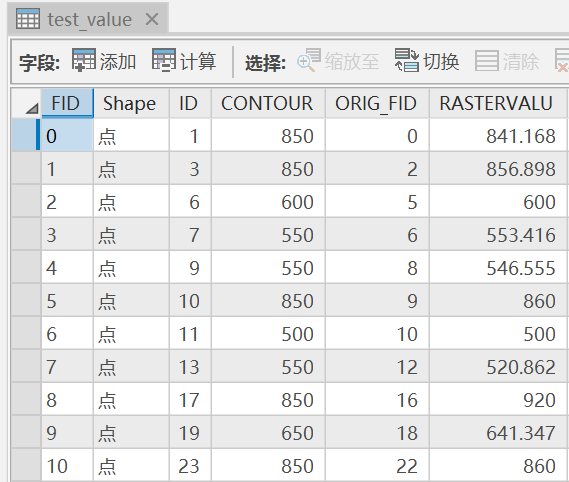 test_value
字段: 添加 计算 选择: 缩放至 切换 清除
FID Shape ID CONTOUR ORIG_FID RASTERVALU
0 点 1 850 0 841.168
1 点 3 850 2 856.898
2 点 6 600 5 600
3 点 7 550 6 553.416
4 点 9 550 8 546.555
5 点 10 850 9 860
6 点 11 500 10 500
7 点 13 550 12 520.862
8 点 17 850 16 920
9 点 19 650 18 641.347
10 点 23 850 22 860